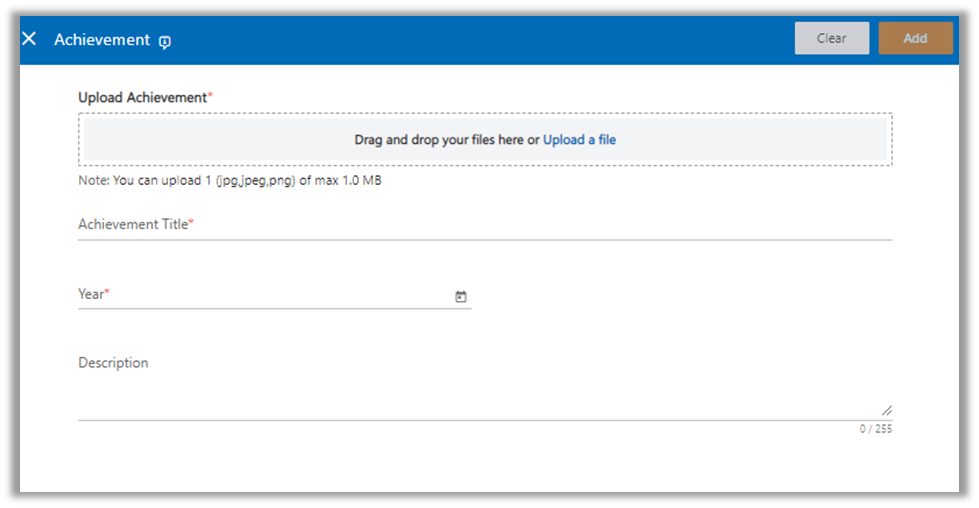 Achievement
Clear
Add
Upload Achievement*
Drag and drop your files here or Upload a file
Note: You can upload 1 (jpg,jpeg,png) of max 1.0 MB
Achievement Title*
Year*
Description
0 / 255